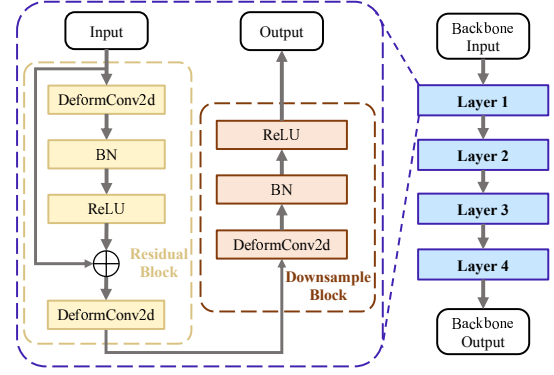 Input
DeformConv2d
BN
ReLU
Residual
Block
DeformConv2d
Output
ReLU
BN
DeformConv2d
Downsample
Block
Backbone
Input
Layer 1
Layer 2
Layer 3
Layer 4
Backbone
Output